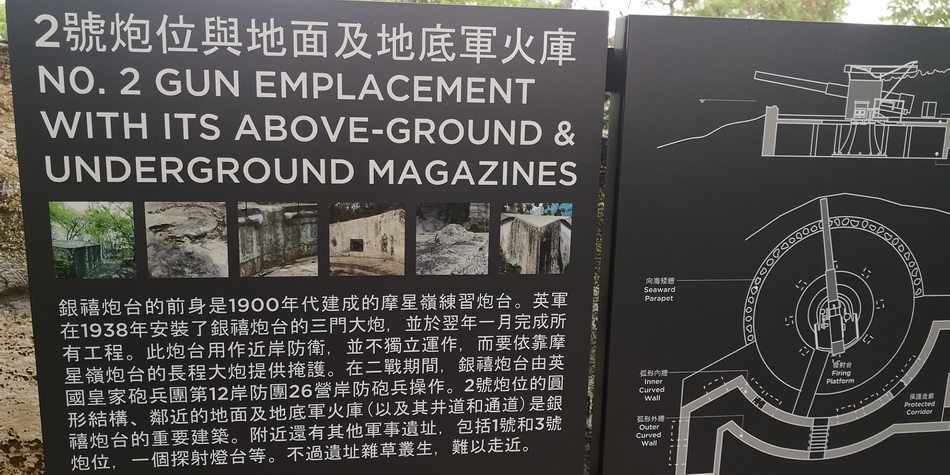 2號炮位與地面及地底軍火庫
NO. 2 GUN EMPLACEMENT
WITH ITS ABOVE-GROUND &
UNDERGROUND MAGAZINES
銀禧炮台的前身是1900年代建成的摩星嶺練習炮台。英軍
在1938年安裝了銀禧炮台的三門大炮，並於翌年一月完成所
有工程。此炮台用作近岸防衛，並不獨立運作，而要依靠摩
星嶺炮台的長程大炮提供掩護。在二戰期間，銀禧炮台由英
國皇家砲兵團第12岸防團26營岸防砲兵操作。2號炮位的圓
形結構、鄰近的地面及地底軍火庫（以及其井道和通道）是銀
禧炮台的重要建築。附近還有其他軍事遺址，包括1號和3號
炮位，一個探射燈台等。不過遺址雜草叢生，難以走近。
向海矮牆
Seaward
Parapet
發射台
Firing
Platform
弧形內牆
Inner
Curved
Wall
保護走廊
Protected
Corridor
弧形外牆
Outer
Curved
Wall